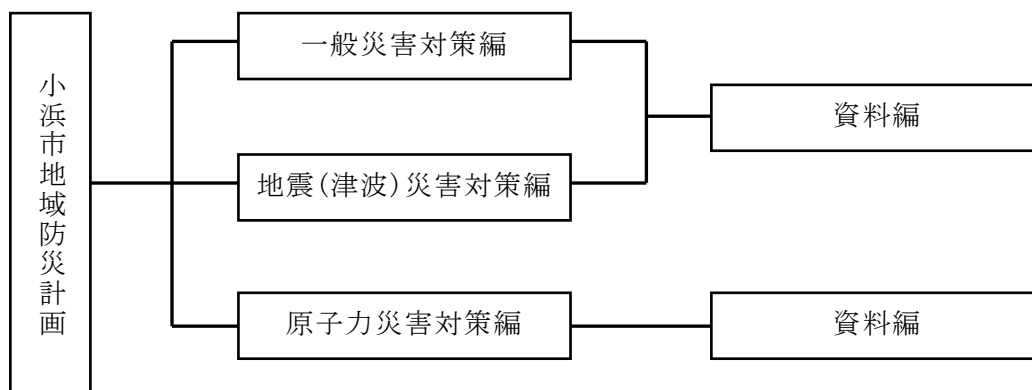 小浜市地域防災計画
一般災害対策編
地震(津波)災害対策編
原子力災害対策編
資料編
資料編